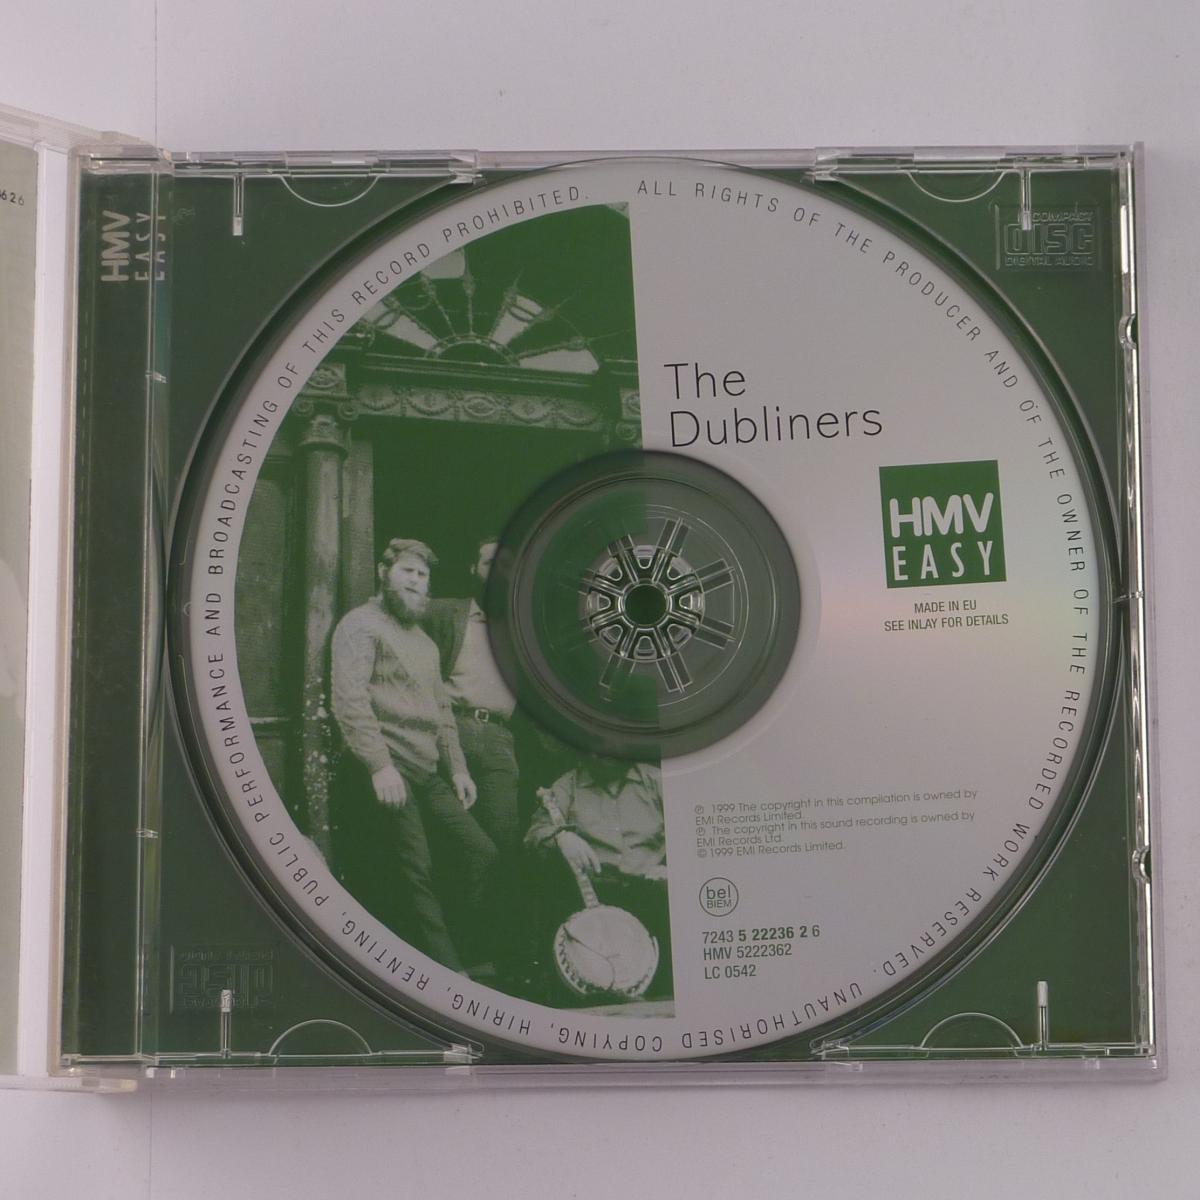 626
HMV
EASY
COMPACT
DISC
DIGITAL AUDIO
ALL RIGHTS OF THE PRODUCER AND OF THE OWNER OF THE RECORDED WORK RESERVED.
UNAUTHORISED COPYING, HIRING, RENTING, PUBLIC PERFORMANCE AND BROADCASTING OF THIS RECORD PROHIBITED.
The
Dubliners
HMV
EASY
MADE IN EU
SEE INLAY FOR DETAILS
℗ 1999 The copyright in this compilation is owned by
EMI Records Limited.
℗ The copyright in this sound recording is owned by
EMI Records Ltd.
© 1999 EMI Records Limited.
bel
BIEM
7243 5 22236 2 6
HMV 5222362
LC 0542